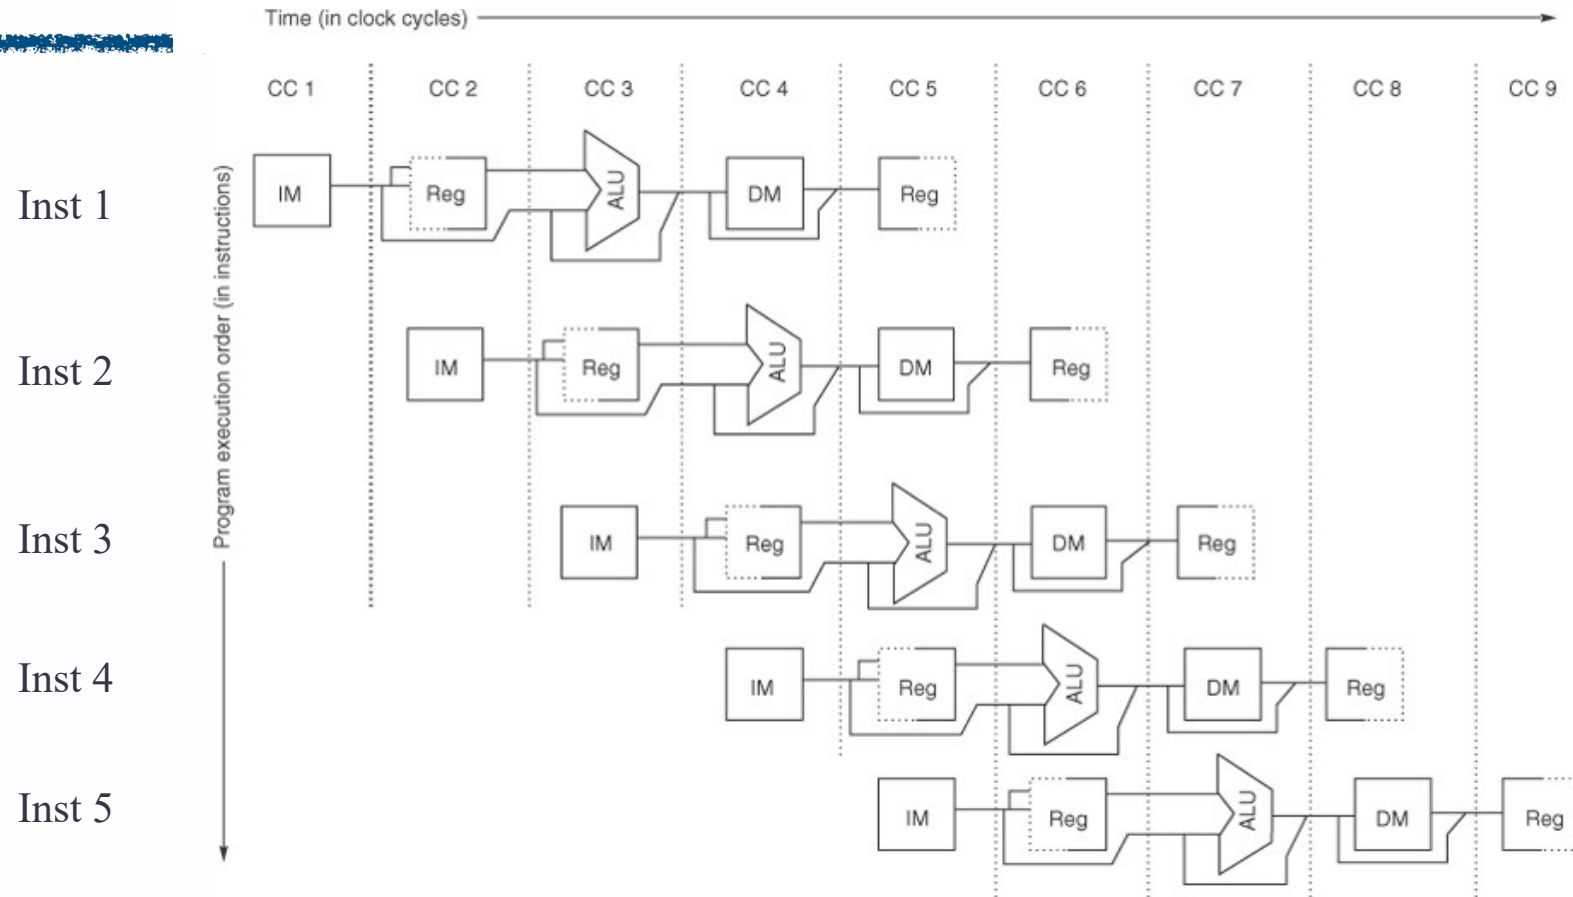 Time (in clock cycles)
CC 1 CC 2 CC 3 CC 4 CC 5 CC 6 CC 7 CC 8 CC 9
Program execution order (in instructions)
Inst 1 IM Reg ALU DM Reg
Inst 2 IM Reg ALU DM Reg
Inst 3 IM Reg ALU DM Reg
Inst 4 IM Reg ALU DM Reg
Inst 5 IM Reg ALU DM Reg